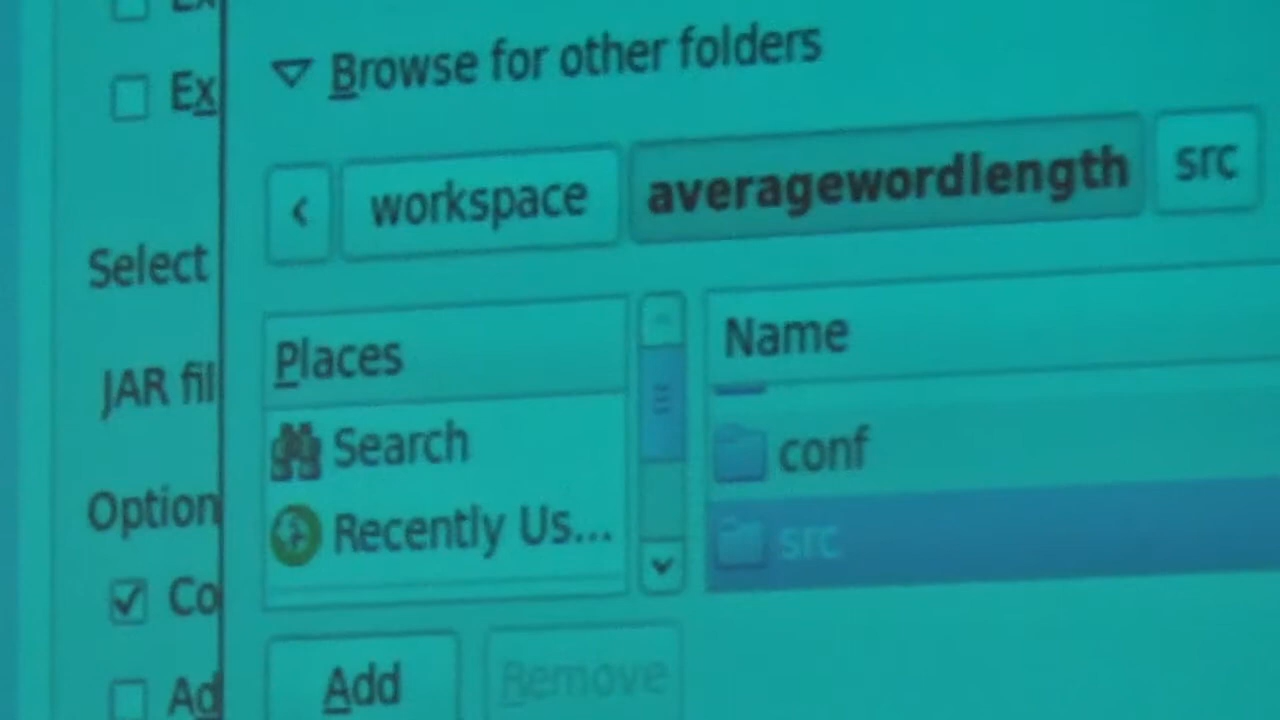 Ex
Browse for other folders
Ex
workspace averagewordlength src
Select
Places
Name
JAR fil
Search
conf
Recently Us...
src
Option
Co
Add
Remove
Ad